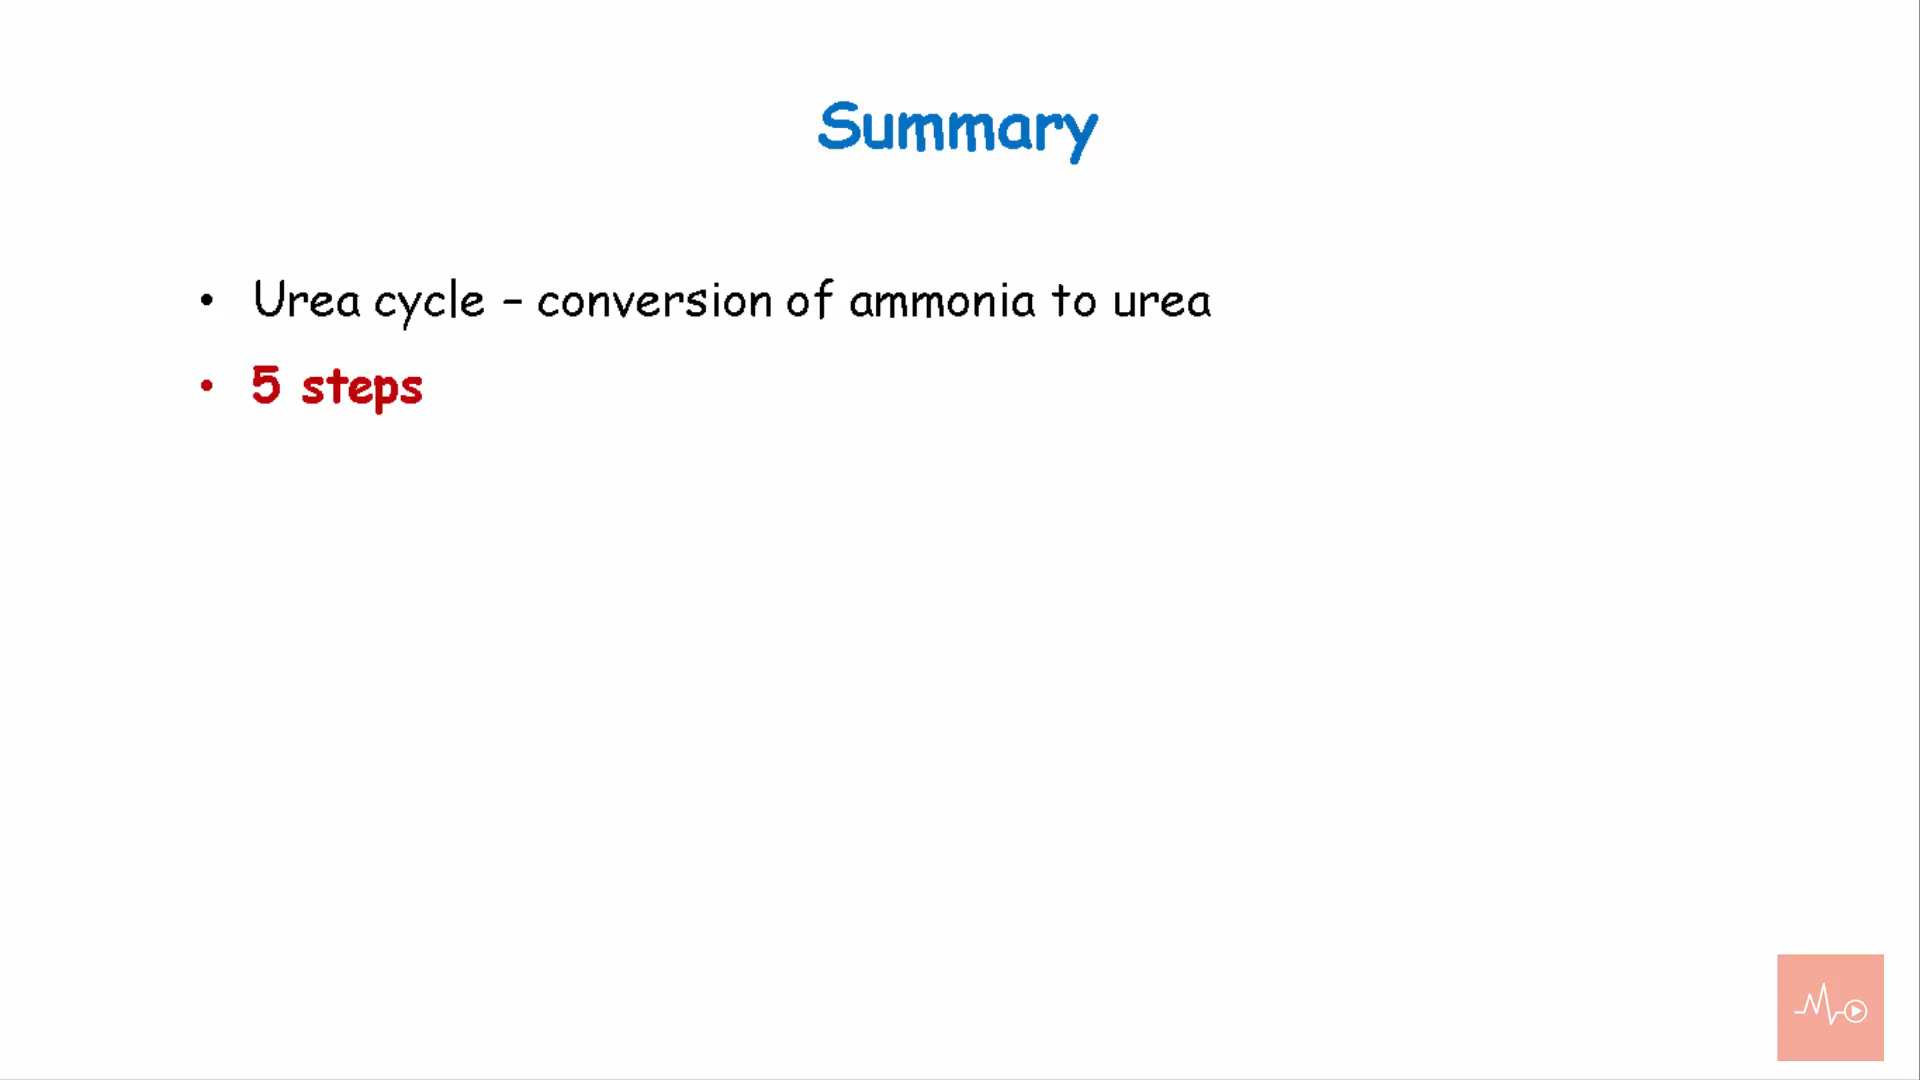 Summary
• Urea cycle – conversion of ammonia to urea
• 5 steps